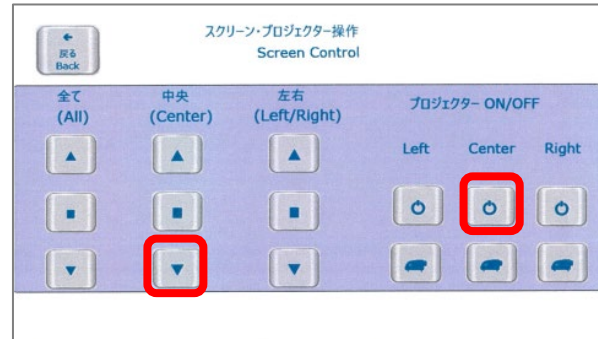 戻る
Back
スクリーン・プロジェクター操作
Screen Control
全て
(All)
中央
(Center)
左右
(Left/Right)
プロジェクター ON/OFF
Left Center Right